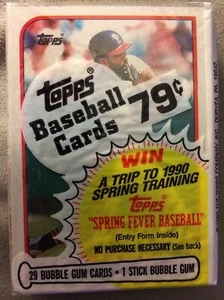 Topps
Topps®
Baseball
Cards
79¢
WIN
A TRIP TO 1990
SPRING TRAINING
Topps
"SPRING FEVER BASEBALL"
(Entry Form Inside)
NO PURCHASE NECESSARY (See back)
29 BUBBLE GUM CARDS • 1 STICK BUBBLE GUM